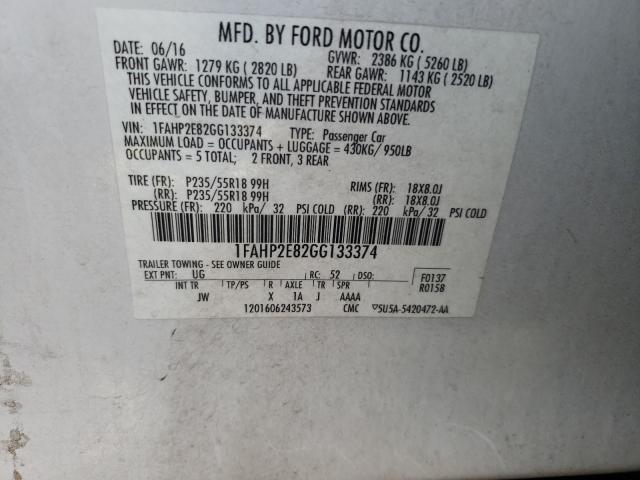 MFD. BY FORD MOTOR CO.
DATE: 06/16 GVWR: 2386 KG ( 5260 LB)
FRONT GAWR: 1279 KG ( 2820 LB) REAR GAWR: 1143 KG ( 2520 LB)
THIS VEHICLE CONFORMS TO ALL APPLICABLE FEDERAL MOTOR
VEHICLE SAFETY, BUMPER, AND THEFT PREVENTION STANDARDS
IN EFFECT ON THE DATE OF MANUFACTURE SHOWN ABOVE.
VIN: 1FAHP2E82GG133374 TYPE: Passenger Car
MAXIMUM LOAD = OCCUPANTS + LUGGAGE = 430KG/ 950LB
OCCUPANTS = 5 TOTAL; 2 FRONT, 3 REAR
TIRE (FR): P235/55R18 99H RIMS (FR): 18X8.0J
(RR): P235/55R18 99H (RR): 18X8.0J
PRESSURE (FR): 220 kPa/ 32 PSI COLD (RR): 220 kPa/ 32 PSI COLD
1FAHP2E82GG133374
TRAILER TOWING - SEE OWNER GUIDE
EXT PNT: UG RC: 52 DSO: F0137
INT TR TP/PS R AXLE TR SPR R0158
JW X 1A J AAAA
1201606243573 CMC ▽5U5A-5420472-AA